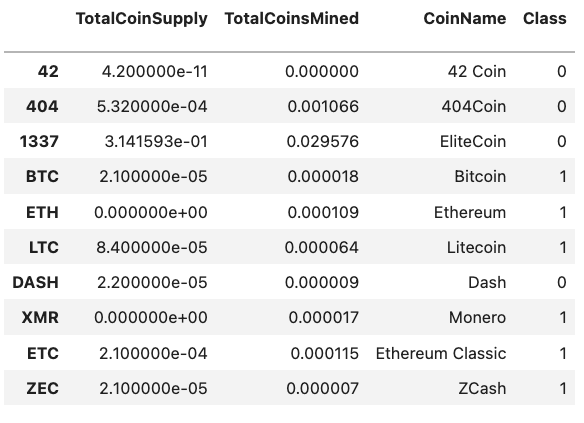 TotalCoinSupply TotalCoinsMined CoinName Class
42 4.200000e-11 0.000000 42 Coin 0
404 5.320000e-04 0.001066 404Coin 0
1337 3.141593e-01 0.029576 EliteCoin 0
BTC 2.100000e-05 0.000018 Bitcoin 1
ETH 0.000000e+00 0.000109 Ethereum 1
LTC 8.400000e-05 0.000064 Litecoin 1
DASH 2.200000e-05 0.000009 Dash 0
XMR 0.000000e+00 0.000017 Monero 1
ETC 2.100000e-04 0.000115 Ethereum Classic 1
ZEC 2.100000e-05 0.000007 ZCash 1